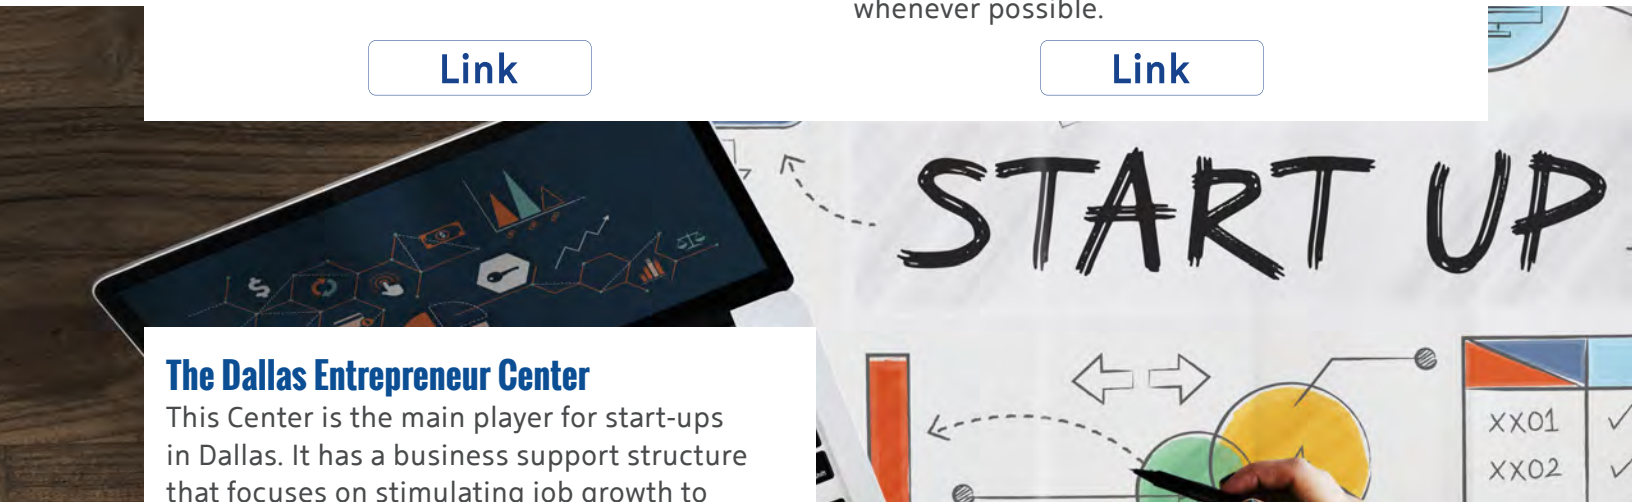 whenever possible.
Link
Link
START UP
The Dallas Entrepreneur Center
This Center is the main player for start-ups
in Dallas. It has a business support structure
that focuses on stimulating job growth to
XX01
XX02